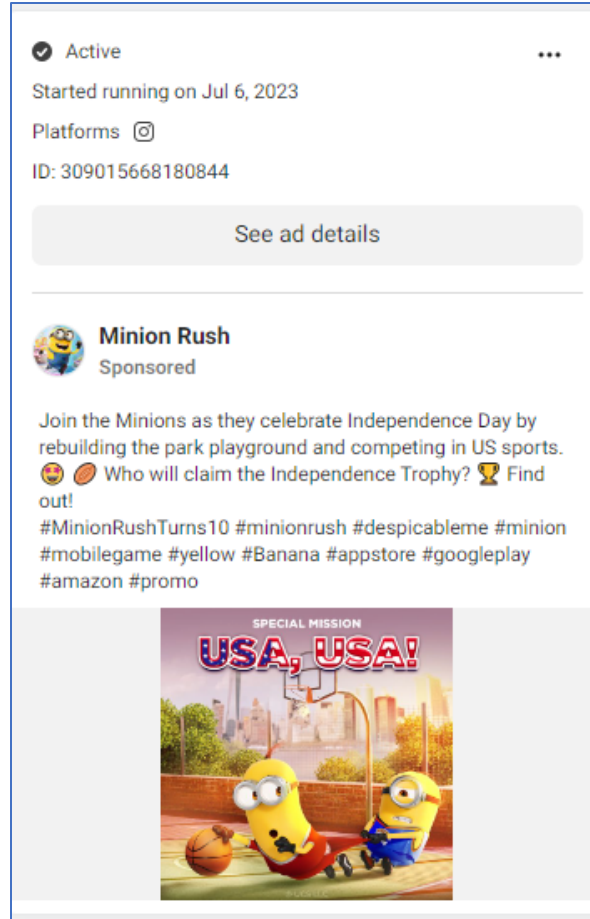 Active
Started running on Jul 6, 2023
Platforms
ID: 309015668180844
See ad details
Minion Rush
Sponsored
Join the Minions as they celebrate Independence Day by
rebuilding the park playground and competing in US sports.
🤩 🏉 Who will claim the Independence Trophy? 🏆 Find
out!
#MinionRushTurns10 #minionrush #despicableme #minion
#mobilegame #yellow #Banana #appstore #googleplay
#amazon #promo
SPECIAL MISSION
USA, USA!